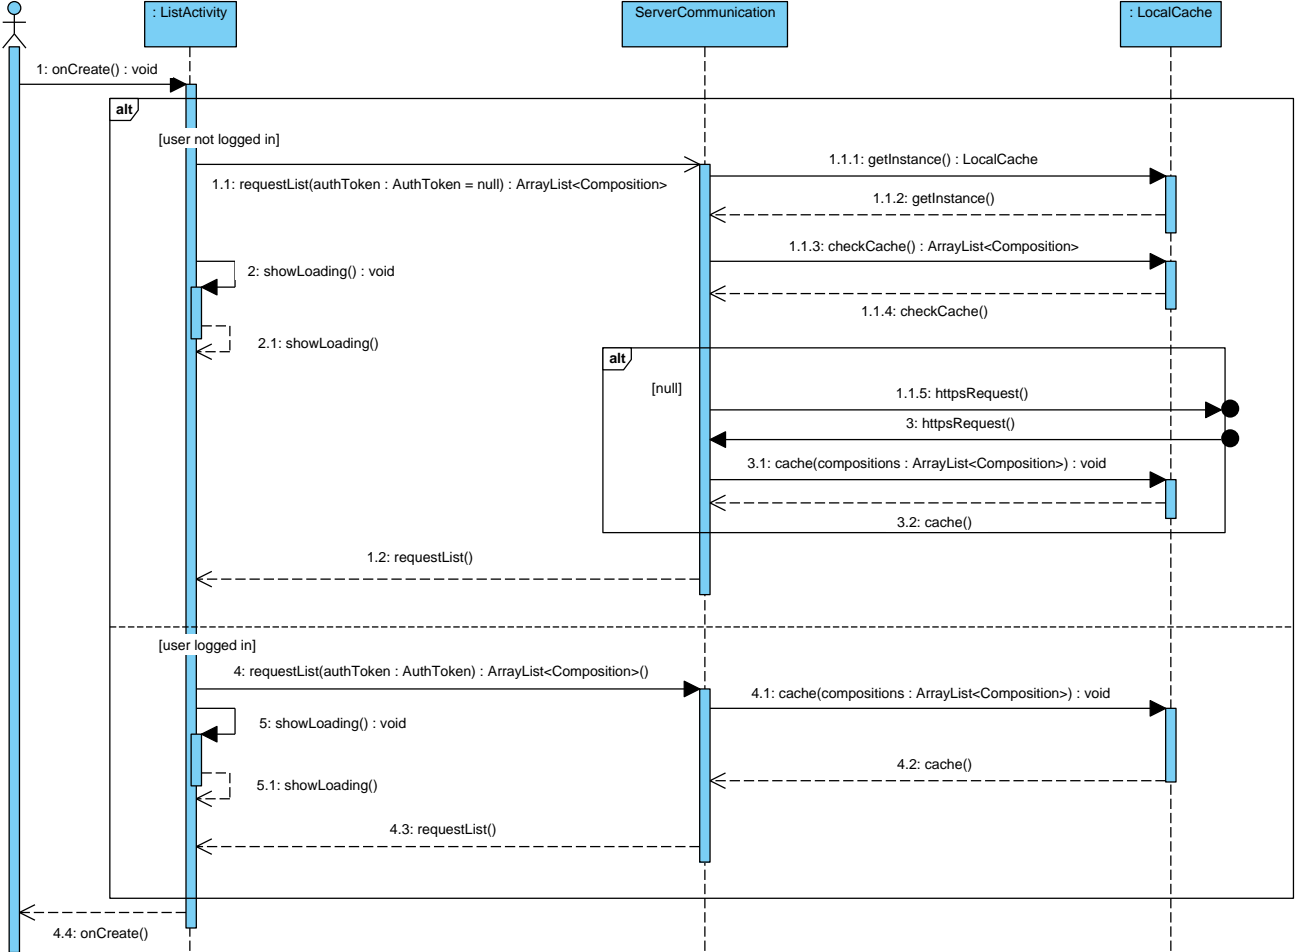 : ListActivity
ServerCommunication
: LocalCache
1: onCreate() : void
alt
[user not logged in]
1.1: requestList(authToken : AuthToken = null) : ArrayList<Composition>
1.1.1: getInstance() : LocalCache
1.1.2: getInstance()
1.1.3: checkCache() : ArrayList<Composition>
2: showLoading() : void
1.1.4: checkCache()
2.1: showLoading()
alt
[null]
1.1.5: httpsRequest()
3: httpsRequest()
3.1: cache(compositions : ArrayList<Composition>) : void
3.2: cache()
1.2: requestList()
[user logged in]
4: requestList(authToken : AuthToken) : ArrayList<Composition>()
4.1: cache(compositions : ArrayList<Composition>) : void
5: showLoading() : void
4.2: cache()
5.1: showLoading()
4.3: requestList()
4.4: onCreate()